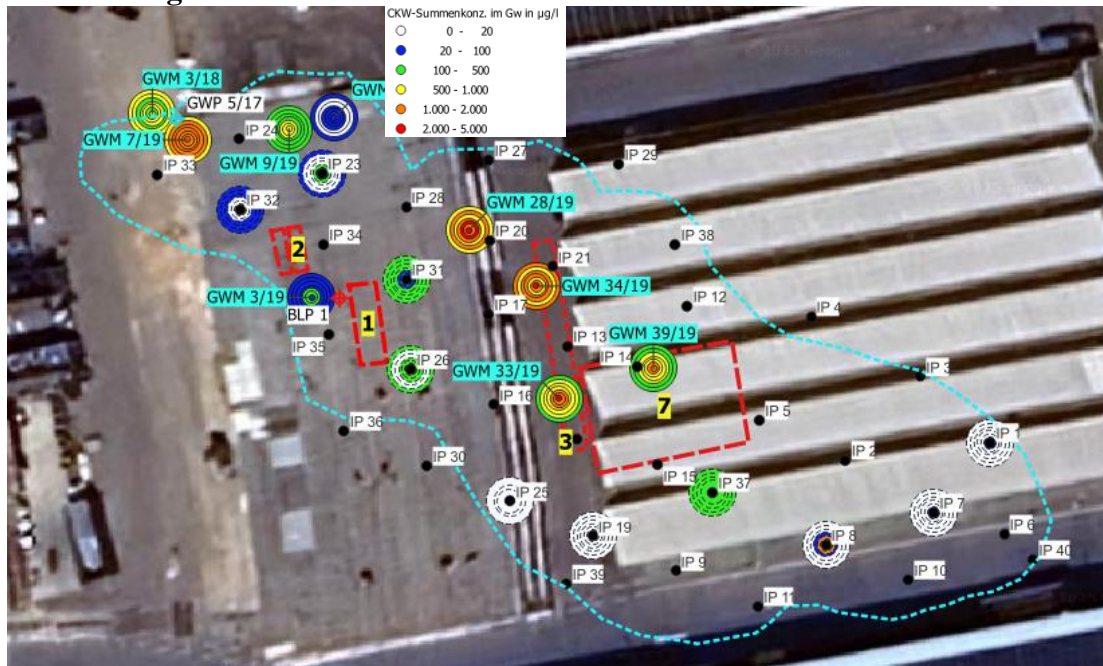 CKW-Summenkonz. im Gw in µg/l
0 - 20
20 - 100
100 - 500
500 - 1.000
1.000 - 2.000
2.000 - 5.000
GWM 3/18
GWP 5/17
GWM
GWM 7/19
IP 24
GWM 9/19
IP 33
IP 23
IP 27
IP 29
IP 32
IP 28
GWM 28/19
2
IP 34
IP 20
IP 38
IP 31
IP 21
GWM 3/19
GWM 34/19
BLP 1
1
IP 17
IP 12
IP 4
IP 35
IP 13
GWM 39/19
IP 26
IP 14
GWM 33/19
7
IP 3
IP 16
IP 5
IP 36
3
IP 1
IP 30
IP 15
IP 2
IP 25
IP 37
IP 7
IP 19
IP 8
IP 6
IP 39
IP 9
IP 10
IP 40
IP 11